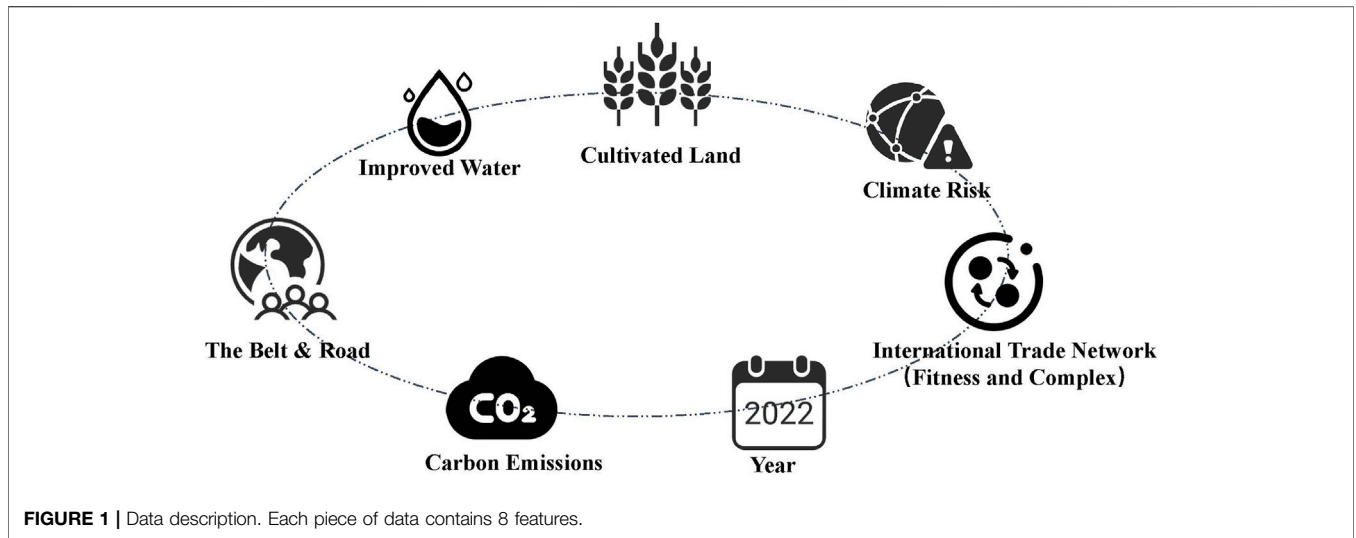 Improved Water
Cultivated Land
Climate Risk
The Belt & Road
International Trade Network
(Fitness and Complex)
CO₂
2022
Carbon Emissions
Year
FIGURE 1 | Data description. Each piece of data contains 8 features.